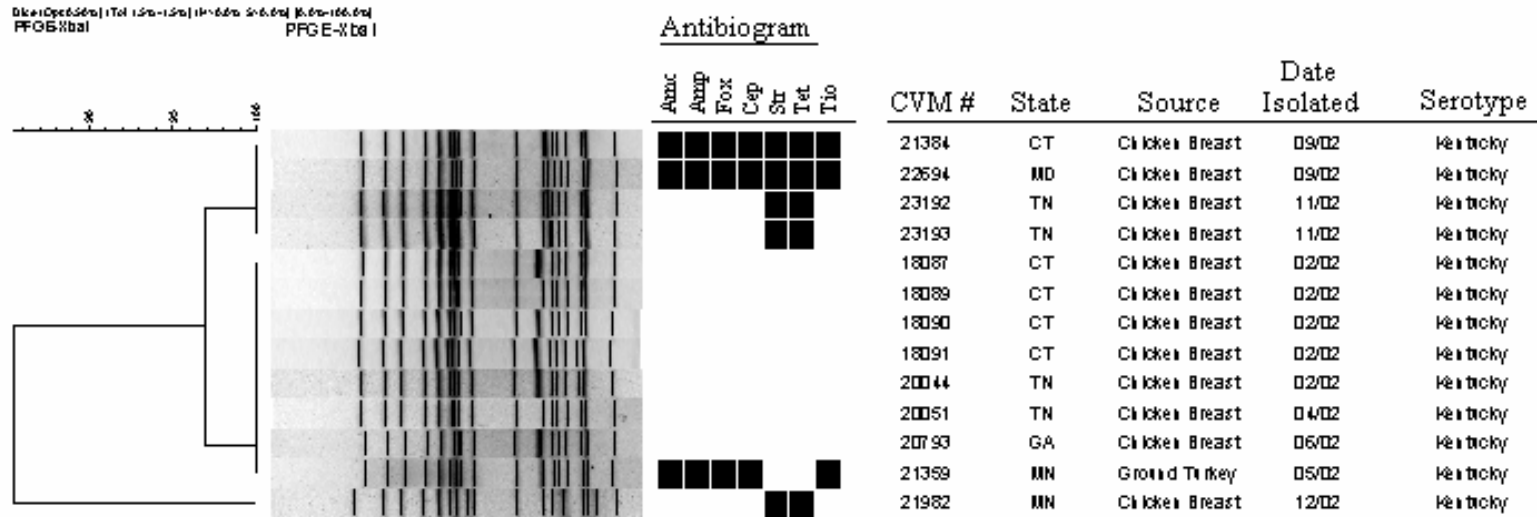 PFGE-XbaI PFGE-XbaI
Antibiogram
Amc Amp Fox Cep Str Tet Tio
CVM # State Source Date Isolated Serotype
21384 CT Chicken Breast 09/02 Kentucky
22694 MD Chicken Breast 09/02 Kentucky
23192 TN Chicken Breast 11/02 Kentucky
23193 TN Chicken Breast 11/02 Kentucky
18087 CT Chicken Breast 02/02 Kentucky
18089 CT Chicken Breast 02/02 Kentucky
18090 CT Chicken Breast 02/02 Kentucky
18091 CT Chicken Breast 02/02 Kentucky
20044 TN Chicken Breast 02/02 Kentucky
20051 TN Chicken Breast 04/02 Kentucky
20793 GA Chicken Breast 06/02 Kentucky
21359 MN Ground Turkey 05/02 Kentucky
21982 MN Chicken Breast 12/02 Kentucky